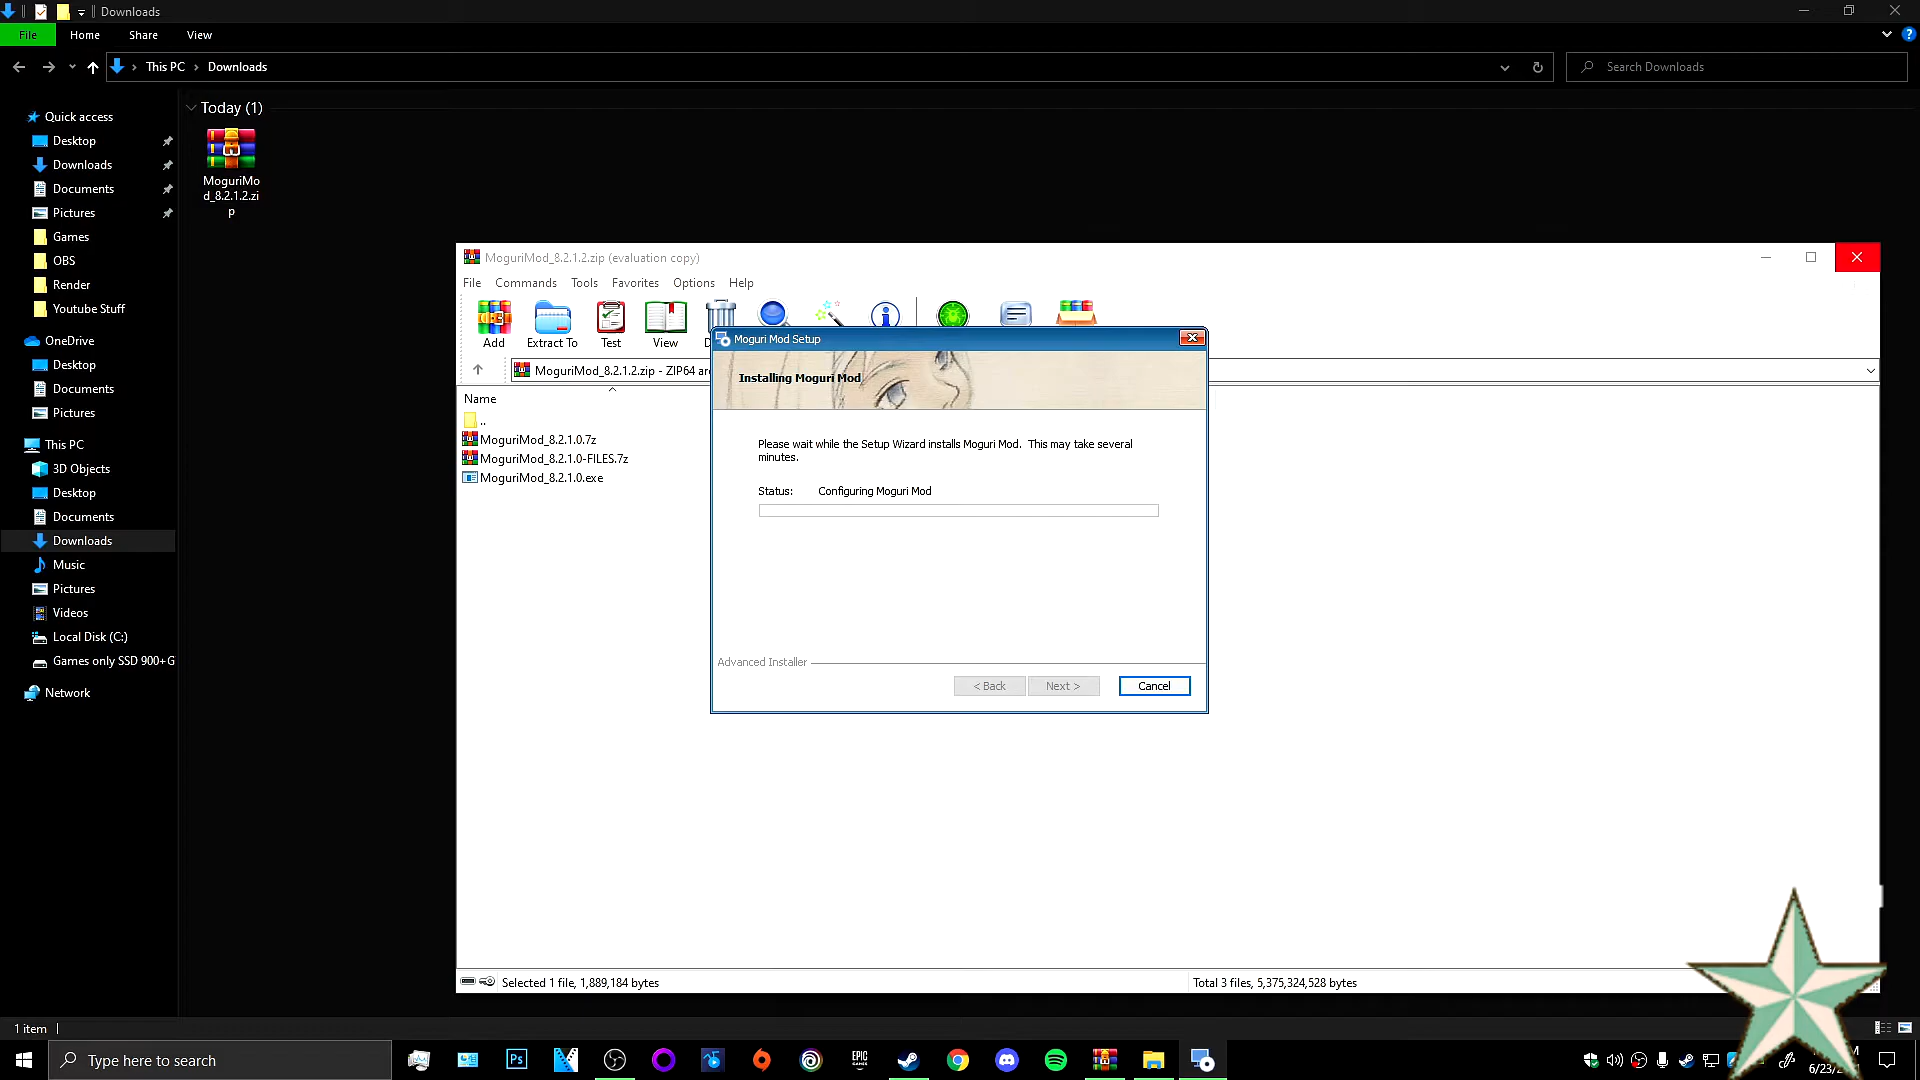 Downloads
File
Home
Share
View
This PC
Downloads
Search Downloads
Quick access
Desktop
Downloads
Documents
Pictures
Games
OBS
Render
Youtube Stuff
OneDrive
Desktop
Documents
Pictures
This PC
3D Objects
Desktop
Documents
Downloads
Music
Pictures
Videos
Local Disk (C:)
Games only SSD 900+G
Network
Today (1)
MoguriMo
d_8.2.1.2.zi
p
MoguriMod_8.2.1.2.zip (evaluation copy)
File Commands Tools Favorites Options Help
Add
Extract To
Test
View
MoguriMod_8.2.1.2.zip - ZIP64 ar
Name
..
MoguriMod_8.2.1.0.7z
MoguriMod_8.2.1.0-FILES.7z
MoguriMod_8.2.1.0.exe
Moguri Mod Setup
Installing Moguri Mod
Please wait while the Setup Wizard installs Moguri Mod. This may take several
minutes.
Status: Configuring Moguri Mod
Advanced Installer
< Back
Next >
Cancel
Selected 1 file, 1,889,184 bytes
Total 3 files, 5,375,324,528 bytes
1 item
Type here to search
Ps
EPIC
GAMES